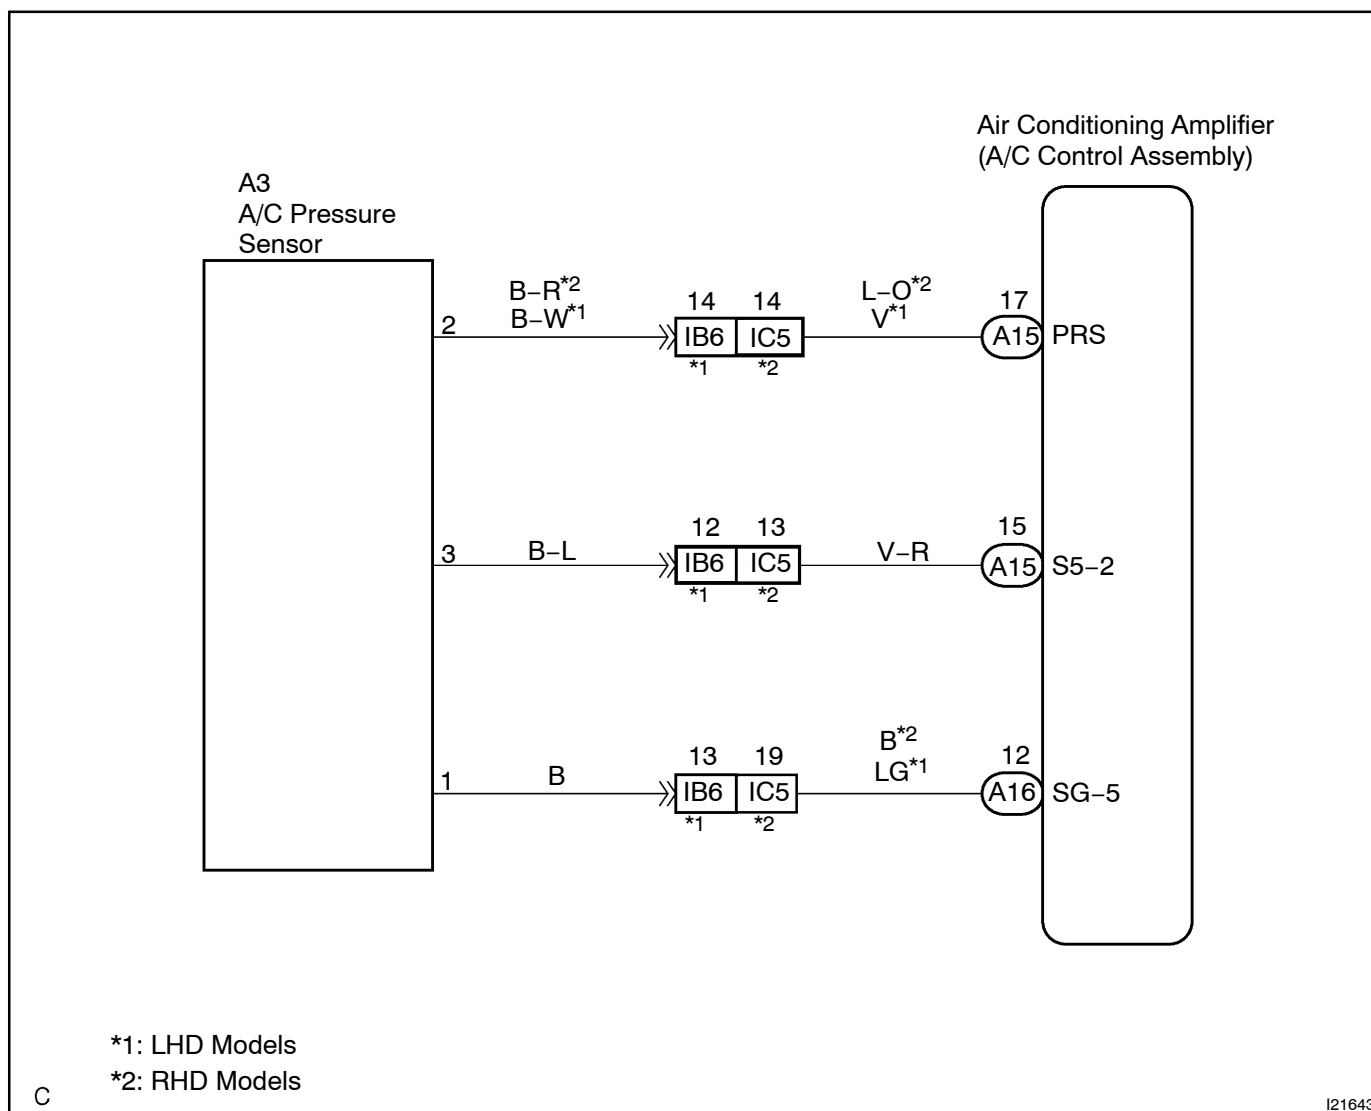 Air Conditioning Amplifier
(A/C Control Assembly)
A3
A/C Pressure
Sensor
B–R*2
B–W*1
14 14
L–O*2
V*1
17
2
IB6 IC5
A15 PRS
*1 *2
12 13
15
3
B–L
IB6 IC5
V–R
A15 S5–2
*1 *2
13 19
B*2
LG*1
12
1
B
IB6 IC5
A16 SG–5
*1 *2
*1: LHD Models
*2: RHD Models
C
I21643